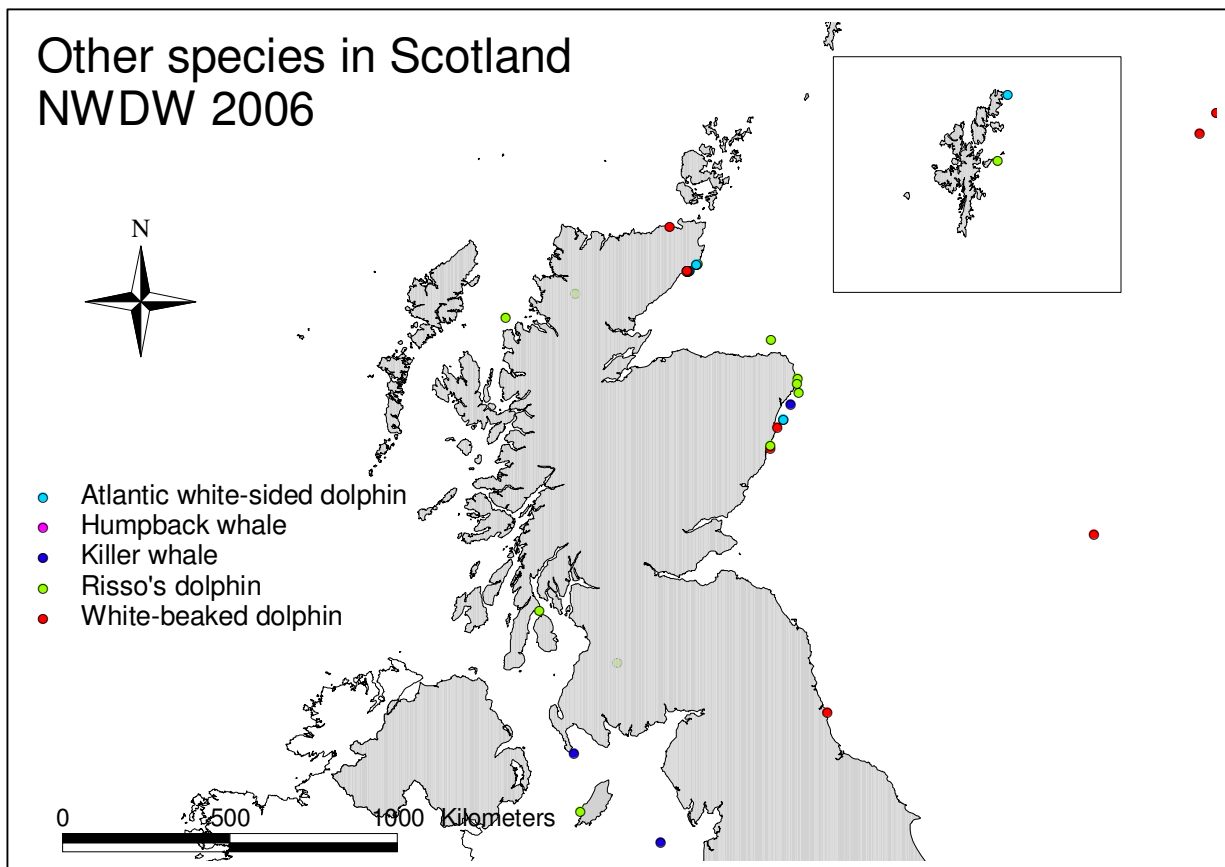 Other species in Scotland
NWDW 2006
N
Atlantic white-sided dolphin
Humpback whale
Killer whale
Risso's dolphin
White-beaked dolphin
0 500 1000 Kilometers